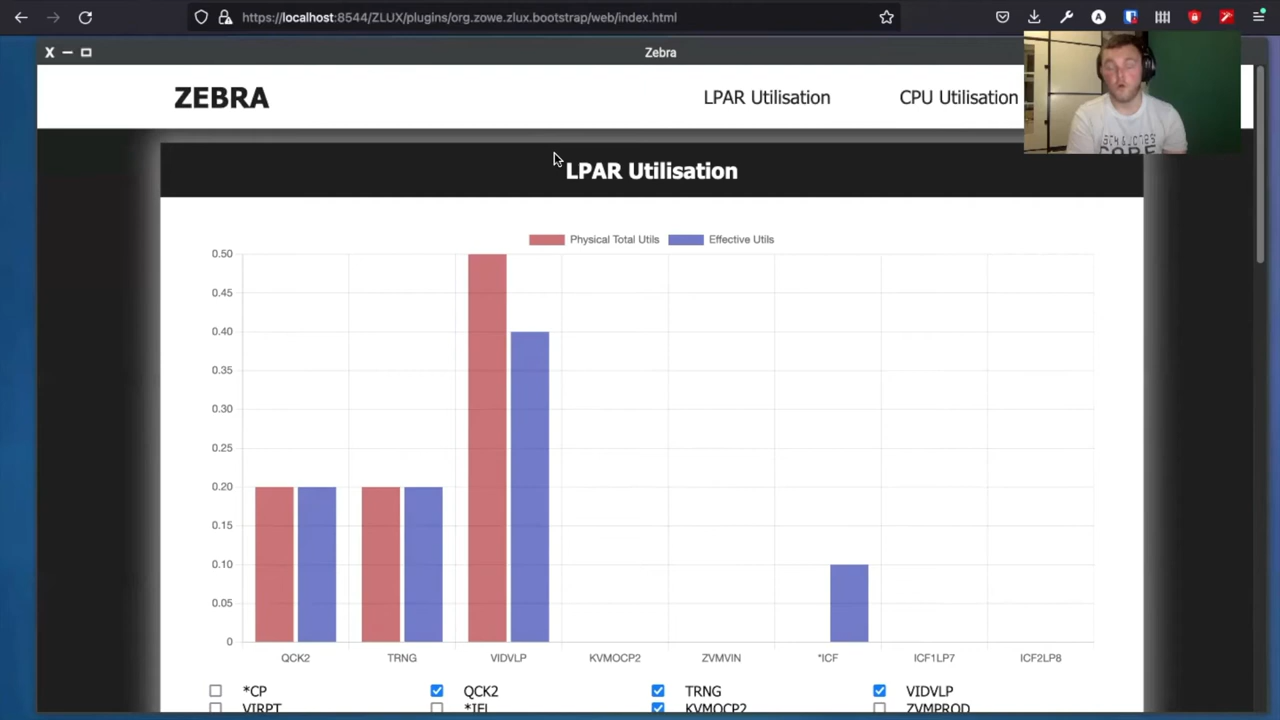 https://localhost:8544/ZLUX/plugins/org.zowe.zlux.bootstrap/web/index.html
X Zebra
ZEBRA LPAR Utilisation CPU Utilisation
LPAR Utilisation
Physical Total Utils Effective Utils
0.50
0.45
0.40
0.35
0.30
0.25
0.20
0.15
0.10
0.05
0
QCK2 TRNG VIDVLP KVMOCP2 ZVMVIN *ICF ICF1LP7 ICF2LP8
*CP QCK2 TRNG VIDVLP
VIRPT *IFL KVMOCP2 ZVMPROD